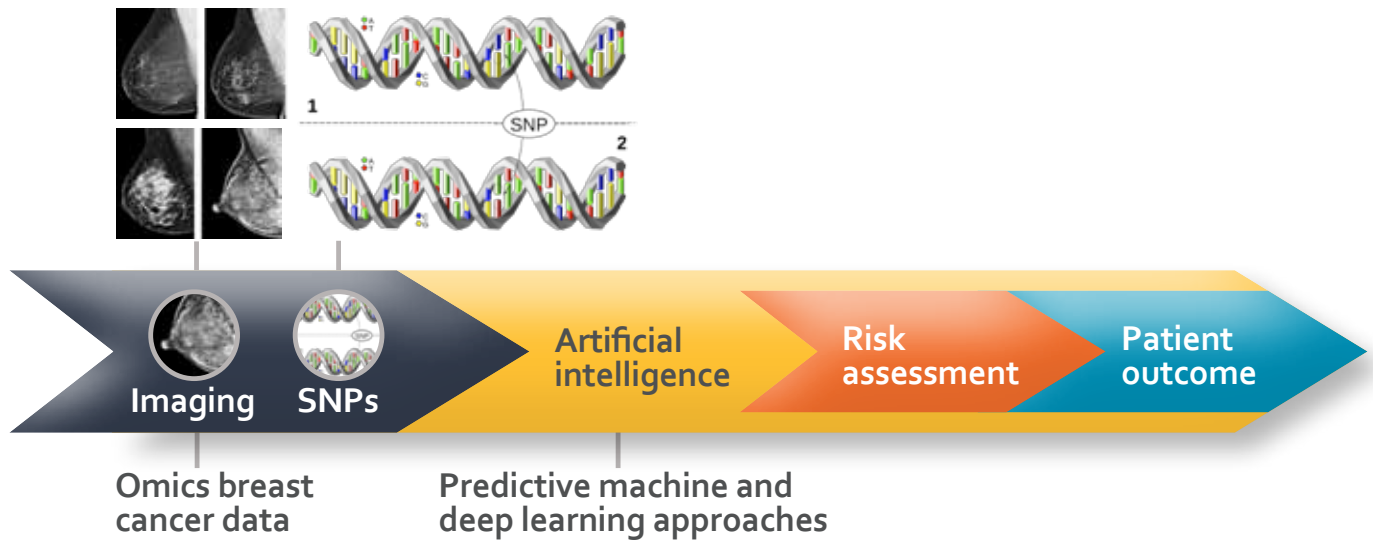 A
T
C
G
1
SNP
2
A
T
C
G
SNP
Imaging
SNPs
Artificial
intelligence
Risk
assessment
Patient
outcome
Omics breast
cancer data
Predictive machine and
deep learning approaches